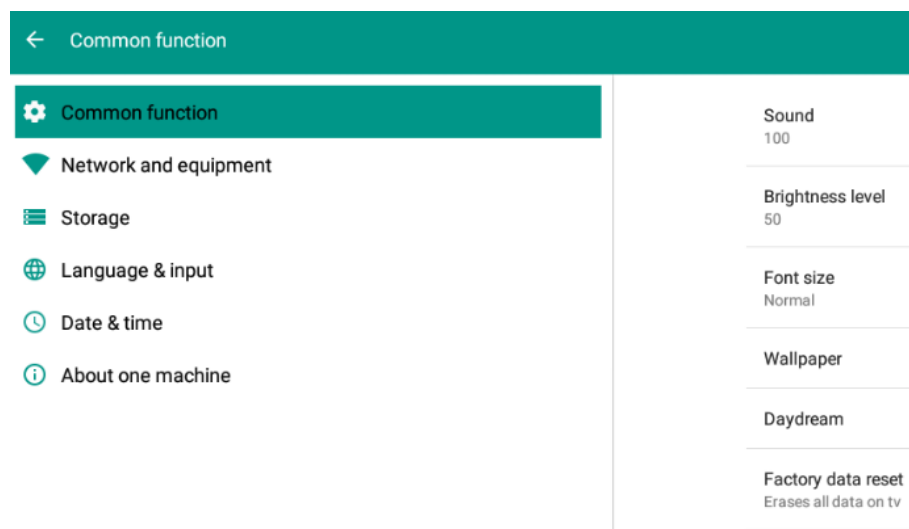 Common function
Common function
Network and equipment
Storage
Language & input
Date & time
About one machine
Sound
100
Brightness level
50
Font size
Normal
Wallpaper
Daydream
Factory data reset
Erases all data on tv